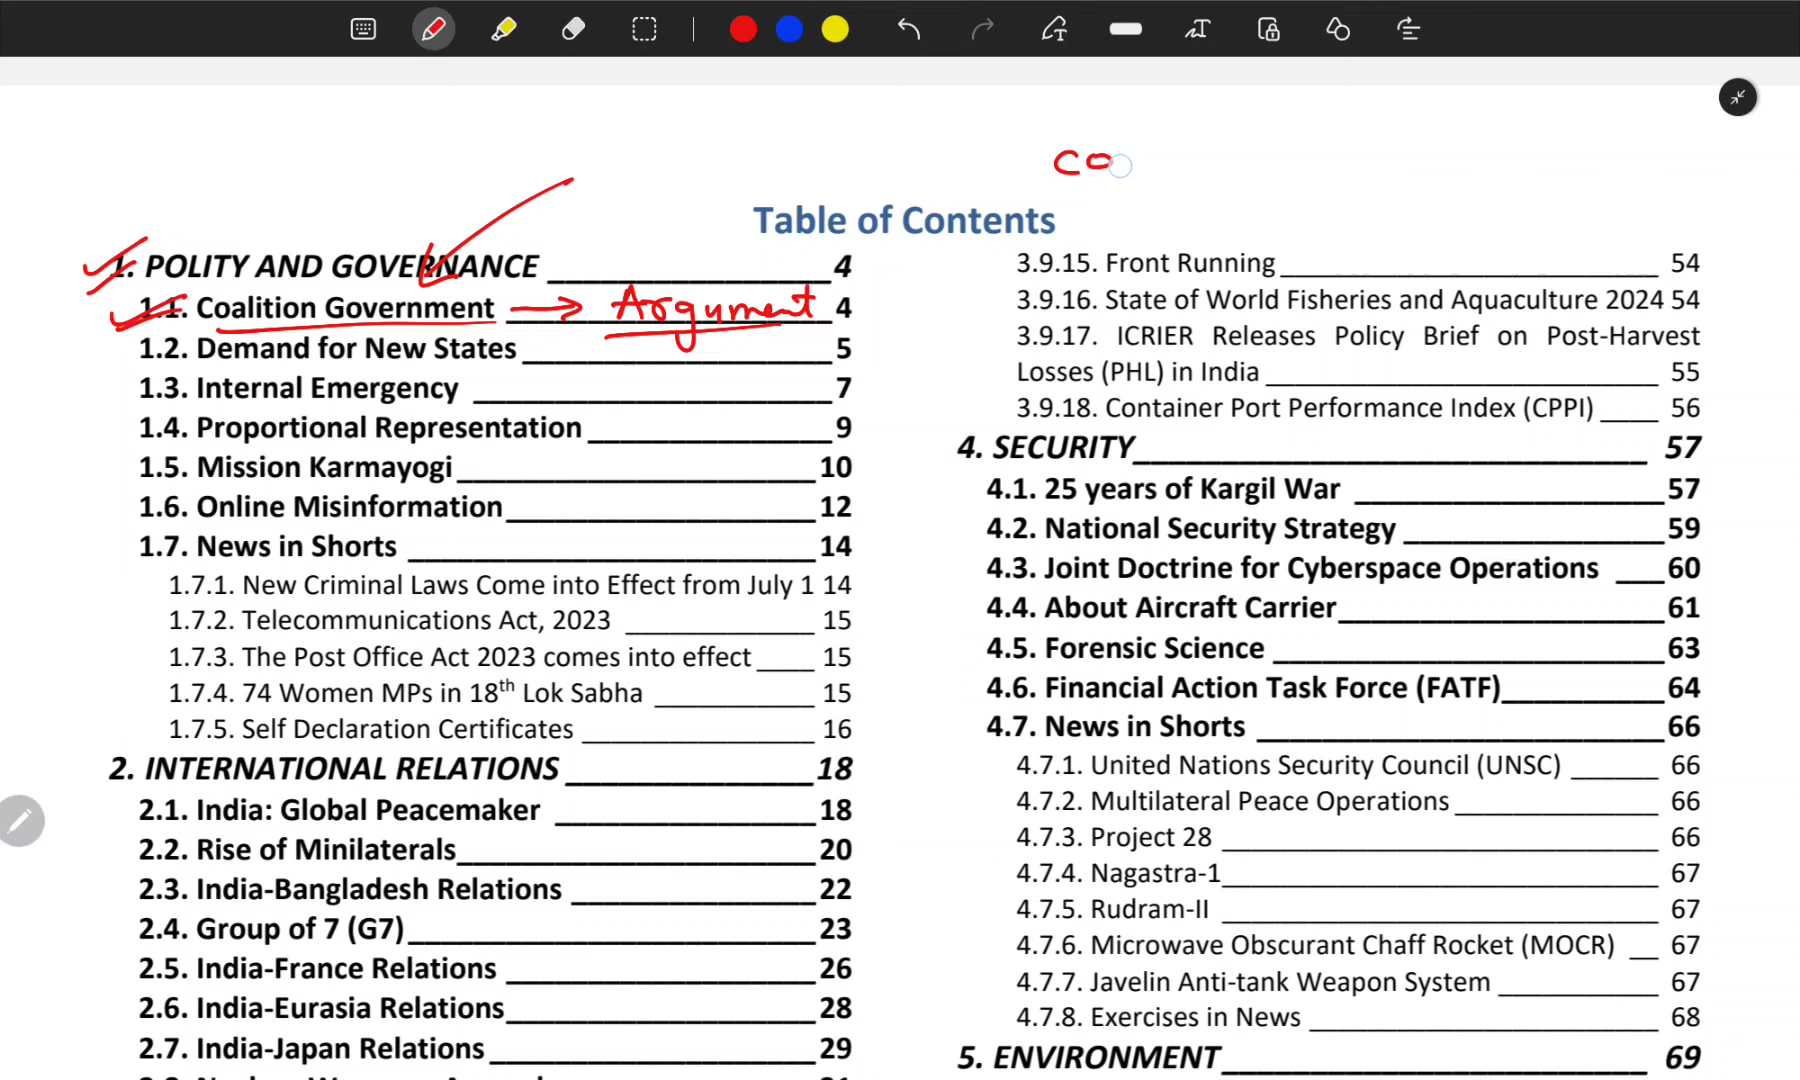 co
Table of Contents
1. POLITY AND GOVERNANCE 4
1.1. Coalition Government → Argument 4
1.2. Demand for New States 5
1.3. Internal Emergency 7
1.4. Proportional Representation 9
1.5. Mission Karmayogi 10
1.6. Online Misinformation 12
1.7. News in Shorts 14
1.7.1. New Criminal Laws Come into Effect from July 1 14
1.7.2. Telecommunications Act, 2023 15
1.7.3. The Post Office Act 2023 comes into effect 15
1.7.4. 74 Women MPs in 18th Lok Sabha 15
1.7.5. Self Declaration Certificates 16
2. INTERNATIONAL RELATIONS 18
2.1. India: Global Peacemaker 18
2.2. Rise of Minilaterals 20
2.3. India-Bangladesh Relations 22
2.4. Group of 7 (G7) 23
2.5. India-France Relations 26
2.6. India-Eurasia Relations 28
2.7. India-Japan Relations 29
3.9.15. Front Running 54
3.9.16. State of World Fisheries and Aquaculture 2024 54
3.9.17. ICRIER Releases Policy Brief on Post-Harvest
Losses (PHL) in India 55
3.9.18. Container Port Performance Index (CPPI) 56
4. SECURITY 57
4.1. 25 years of Kargil War 57
4.2. National Security Strategy 59
4.3. Joint Doctrine for Cyberspace Operations 60
4.4. About Aircraft Carrier 61
4.5. Forensic Science 63
4.6. Financial Action Task Force (FATF) 64
4.7. News in Shorts 66
4.7.1. United Nations Security Council (UNSC) 66
4.7.2. Multilateral Peace Operations 66
4.7.3. Project 28 66
4.7.4. Nagastra-1 67
4.7.5. Rudram-II 67
4.7.6. Microwave Obscurant Chaff Rocket (MOCR) 67
4.7.7. Javelin Anti-tank Weapon System 67
4.7.8. Exercises in News 68
5. ENVIRONMENT 69